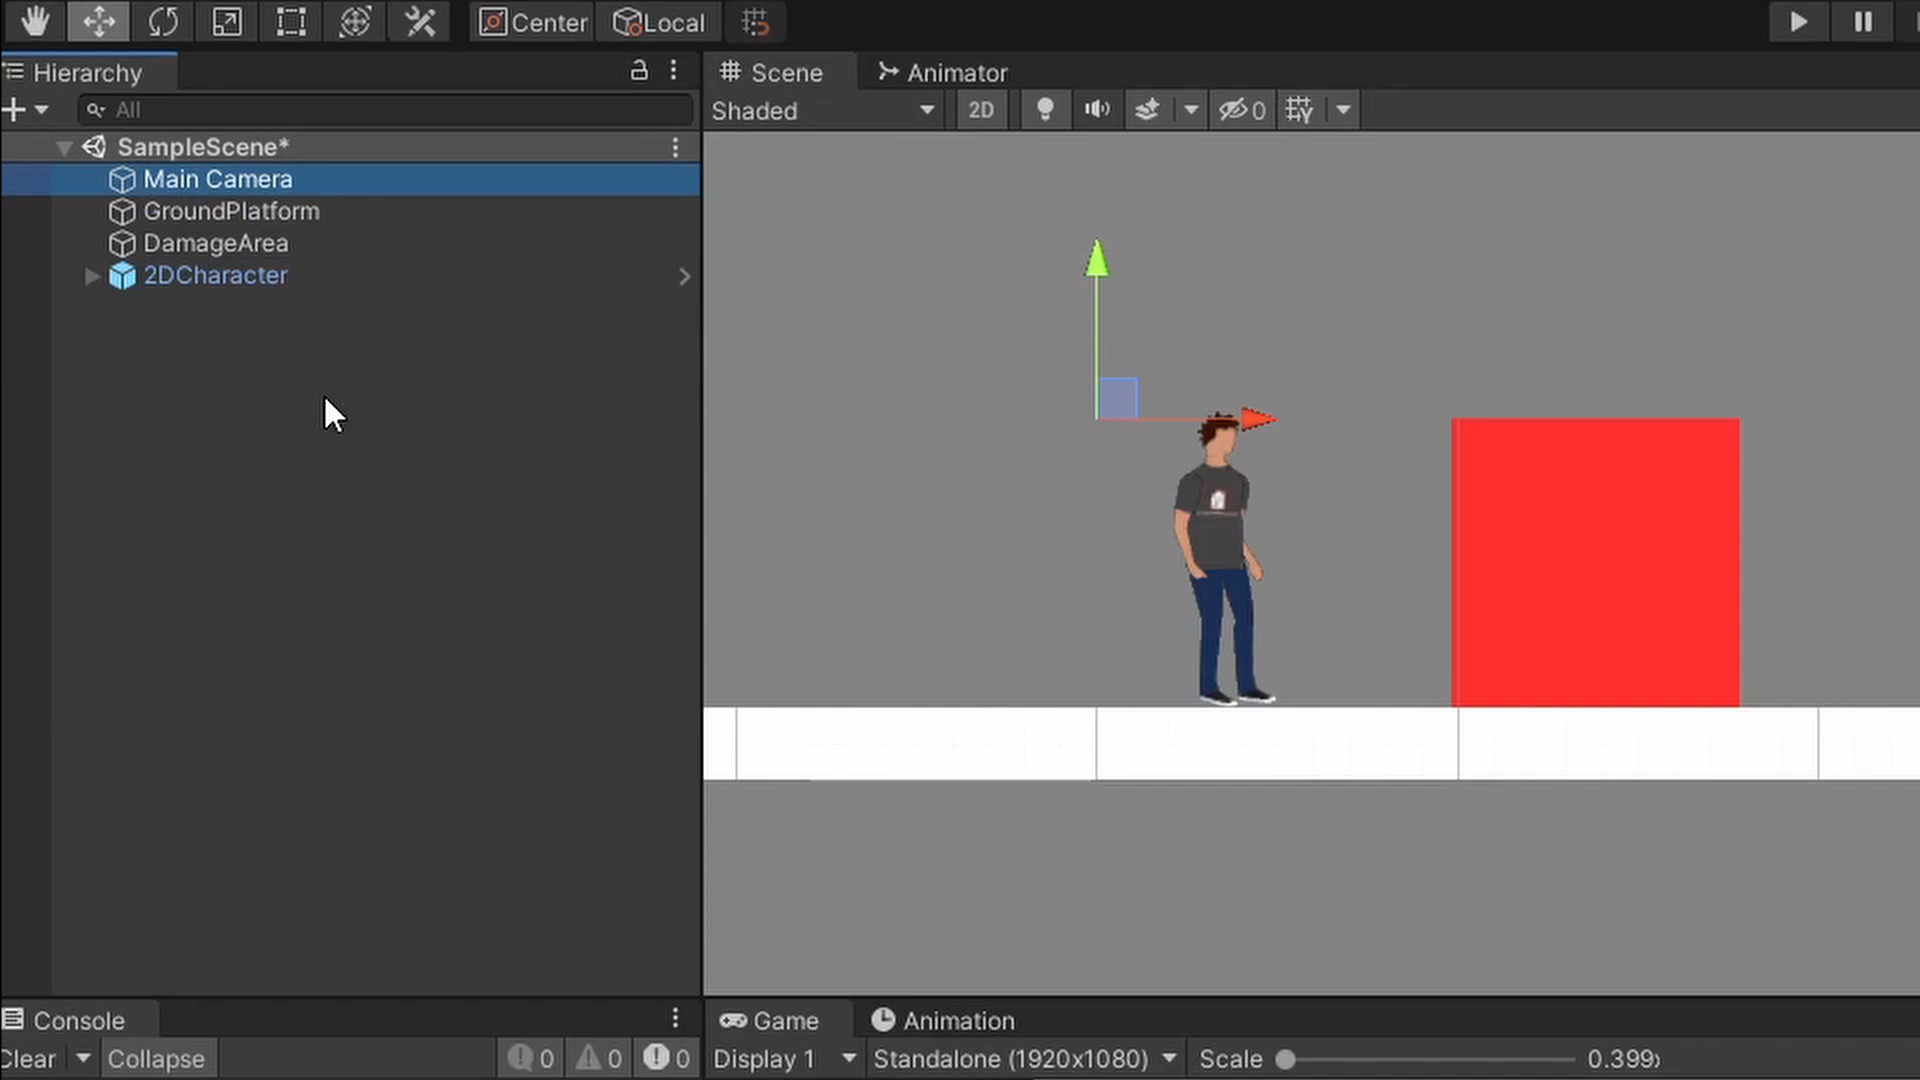 Center
Local
Hierarchy
Scene
Animator
All
Shaded
2D
0
SampleScene*
Main Camera
GroundPlatform
DamageArea
2DCharacter
Console
Game
Animation
Clear
Collapse
0
0
0
Display 1
Standalone (1920x1080)
Scale
0.399